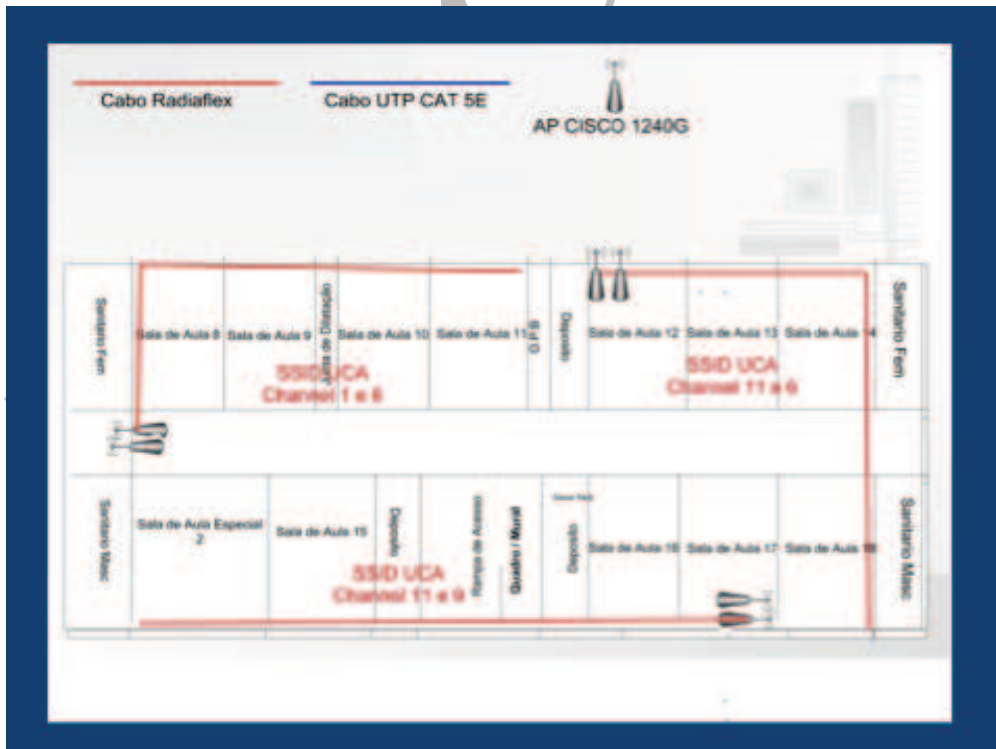 Cabo Radiaflex
Cabo UTP CAT 5E
AP CISCO 1240G
Sanitario Fem
Sala de Aula 8
Sala de Aula 9
Junta de Dilatação
Sala de Aula 10
Sala de Aula 11
Deposito
Sala de Aula 12
Sala de Aula 13
Sala de Aula 14
Sanitario Fem
SSID UCA
Channel 1 e 6
SSID UCA
Channel 11 e 6
Sanitario Masc
Sala de Aula Especial
2
Sala de Aula 15
Deposito
Rampa de Acesso
Quadro / Mural
Deposito
Sala de Aula 16
Sala de Aula 17
Sala de Aula 18
Sanitario Masc
SSID UCA
Channel 11 e 9